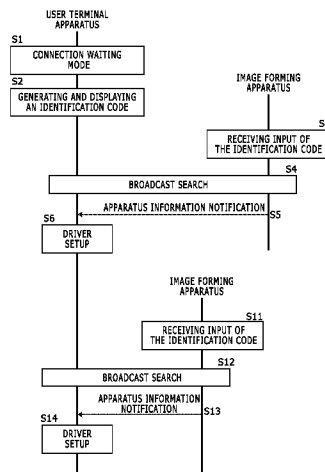 USER TERMINAL
APPARATUS
S1
CONNECTION WAITING
MODE
S2
GENERATING AND DISPLAYING
AN IDENTIFICATION CODE
IMAGE FORMING
APPARATUS
S
RECEIVING INPUT OF
THE IDENTIFICATION CODE
S4
BROADCAST SEARCH
APPARATUS INFORMATION NOTIFICATION
S5
S6
DRIVER
SETUP
IMAGE FORMING
APPARATUS
S11
RECEIVING INPUT OF
THE IDENTIFICATION CODE
S12
BROADCAST SEARCH
APPARATUS INFORMATION
NOTIFICATION
S13
S14
DRIVER
SETUP